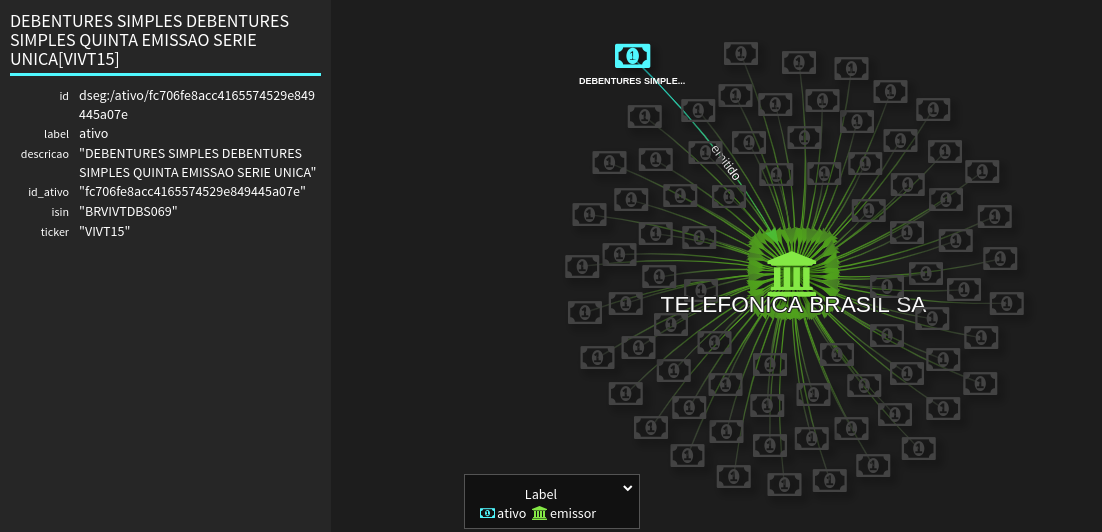 DEBENTURES SIMPLES DEBENTURES
SIMPLES QUINTA EMISSAO SERIE
UNICA[VIVT15]
id dseg:/ativo/fc706fe8acc4165574529e849
445a07e
label ativo
descricao "DEBENTURES SIMPLES DEBENTURES
SIMPLES QUINTA EMISSAO SERIE UNICA"
id_ativo "fc706fe8acc4165574529e849445a07e"
isin "BRVIVTDBS069"
ticker "VIVT15"
DEBENTURES SIMPLE...
emitido
TELEFONICA BRASIL SA
Label
ativo emissor